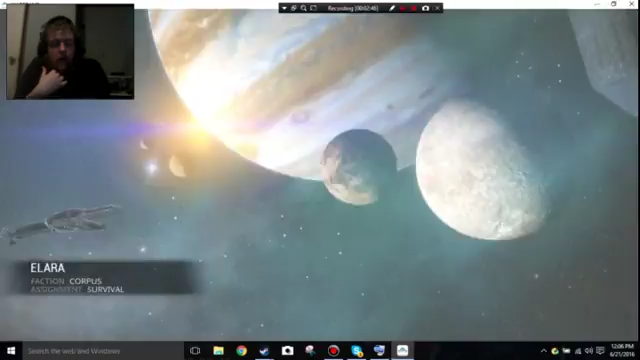 Recording [00:02:46]
ELARA
FACTION CORPUS
ASSIGNMENT SURVIVAL
Search the web and Windows
12:06 PM
6/21/2016